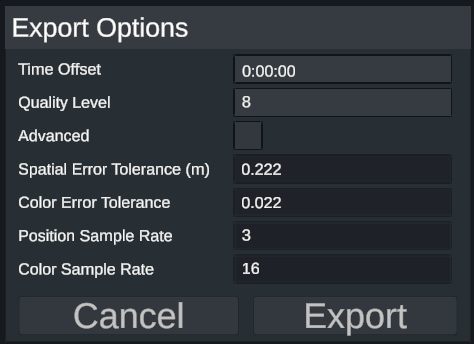 Export Options
Time Offset 0:00:00
Quality Level 8
Advanced
Spatial Error Tolerance (m) 0.222
Color Error Tolerance 0.022
Position Sample Rate 3
Color Sample Rate 16
Cancel Export